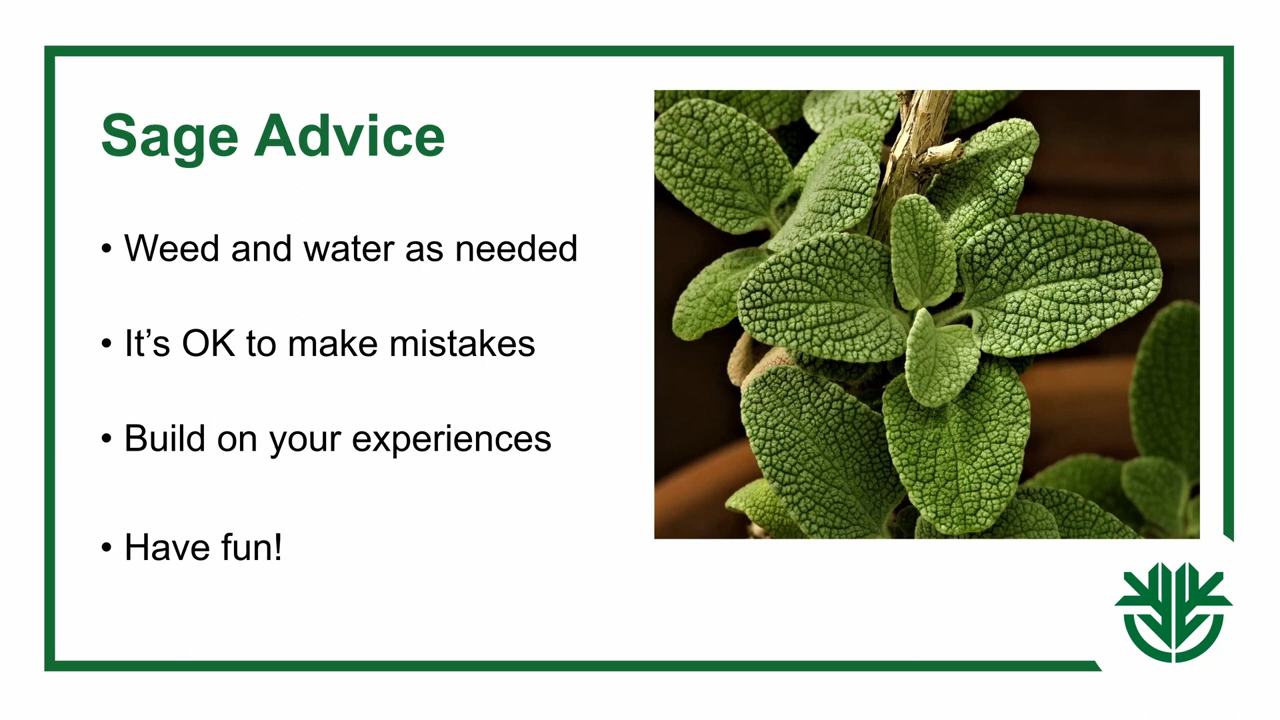 Sage Advice
• Weed and water as needed
• It’s OK to make mistakes
• Build on your experiences
• Have fun!